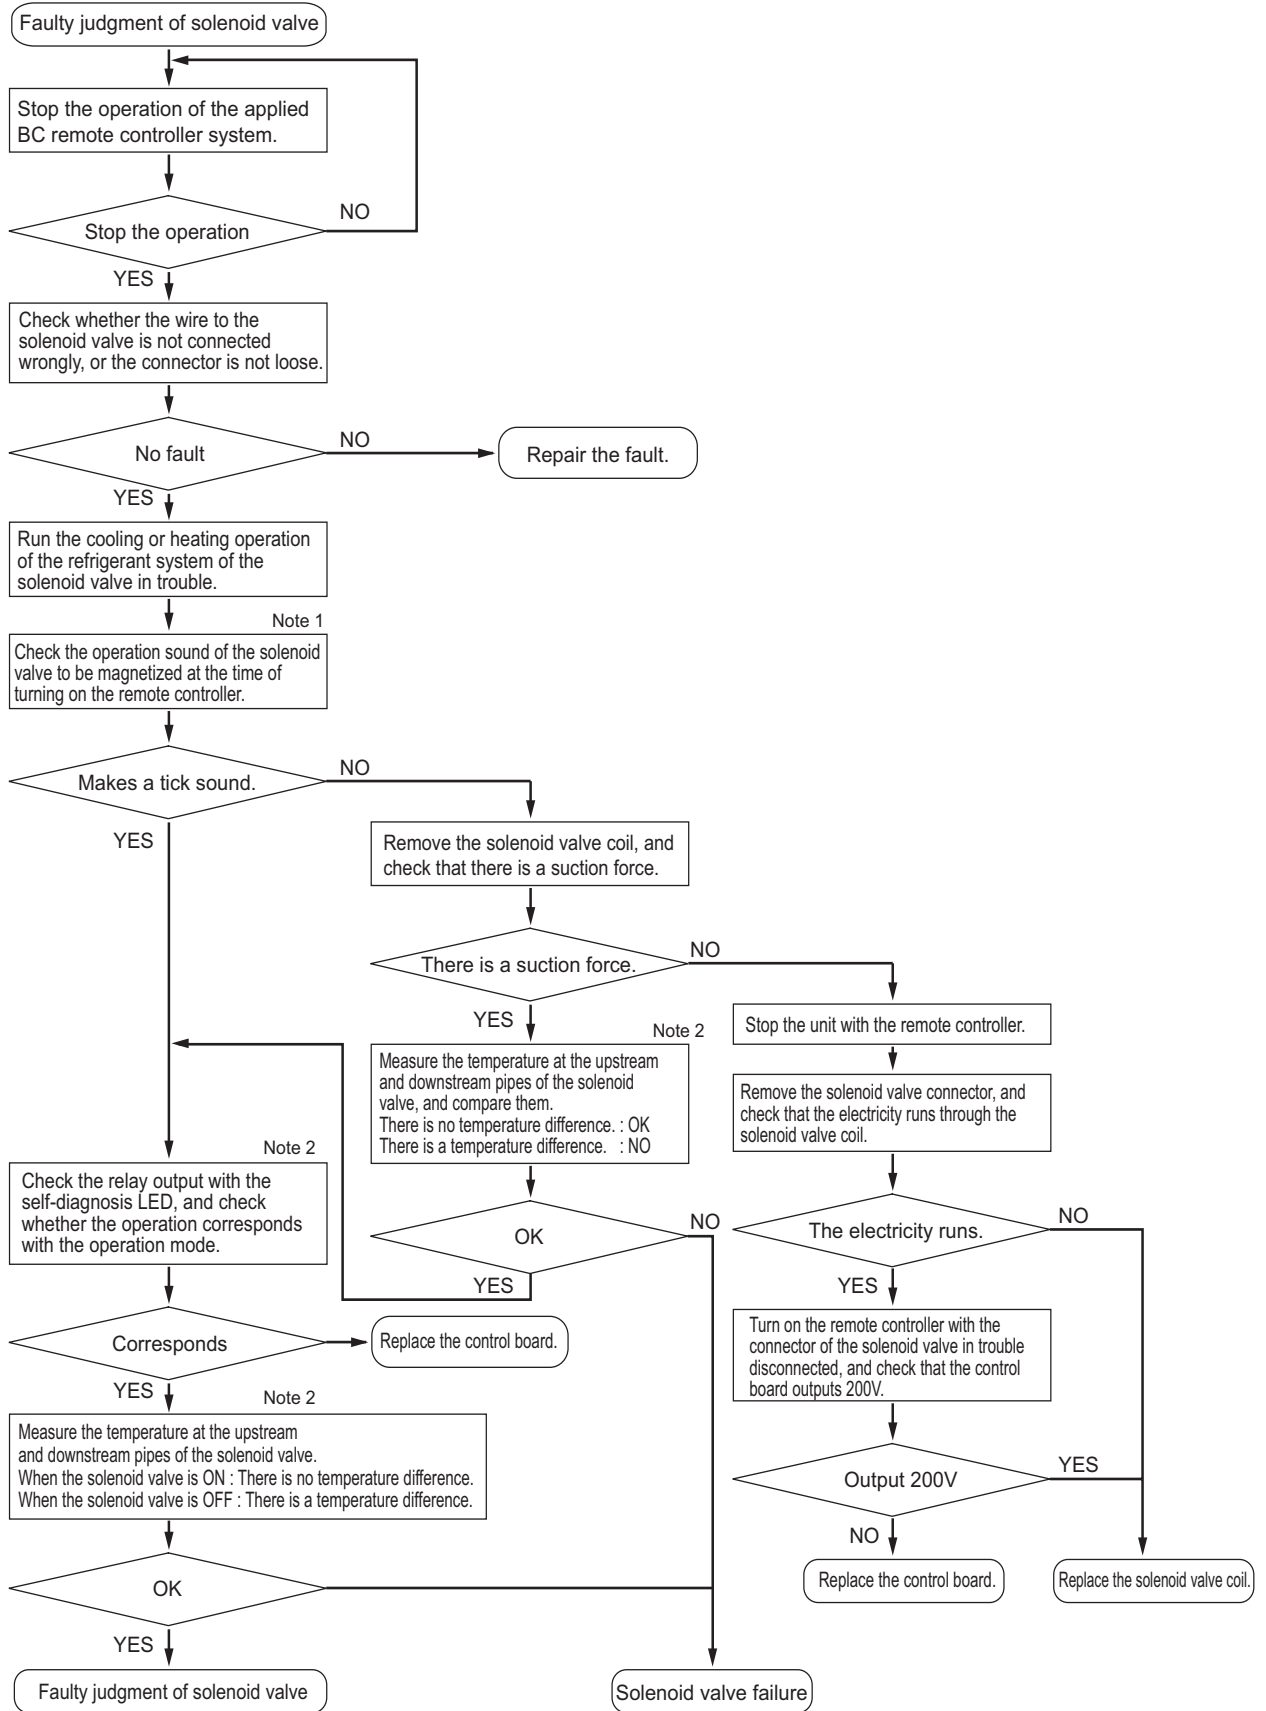 Faulty judgment of solenoid valve
Stop the operation of the applied
BC remote controller system.
Stop the operation
NO
YES
Check whether the wire to the
solenoid valve is not connected
wrongly, or the connector is not loose.
No fault
NO
Repair the fault.
YES
Run the cooling or heating operation
of the refrigerant system of the
solenoid valve in trouble.
Note 1
Check the operation sound of the solenoid
valve to be magnetized at the time of
turning on the remote controller.
Makes a tick sound.
NO
YES
Remove the solenoid valve coil, and
check that there is a suction force.
There is a suction force.
NO
YES
Note 2
Measure the temperature at the upstream
and downstream pipes of the solenoid
valve, and compare them.
There is no temperature difference. : OK
There is a temperature difference. : NO
Stop the unit with the remote controller.
Remove the solenoid valve connector, and
check that the electricity runs through the
solenoid valve coil.
Note 2
Check the relay output with the
self-diagnosis LED, and check
whether the operation corresponds
with the operation mode.
OK
NO
YES
The electricity runs.
NO
YES
Corresponds
Replace the control board.
YES
Turn on the remote controller with the
connector of the solenoid valve in trouble
disconnected, and check that the control
board outputs 200V.
Note 2
Measure the temperature at the upstream
and downstream pipes of the solenoid valve.
When the solenoid valve is ON : There is no temperature difference.
When the solenoid valve is OFF : There is a temperature difference.
Output 200V
YES
NO
OK
Replace the control board.
Replace the solenoid valve coil.
YES
Faulty judgment of solenoid valve
Solenoid valve failure